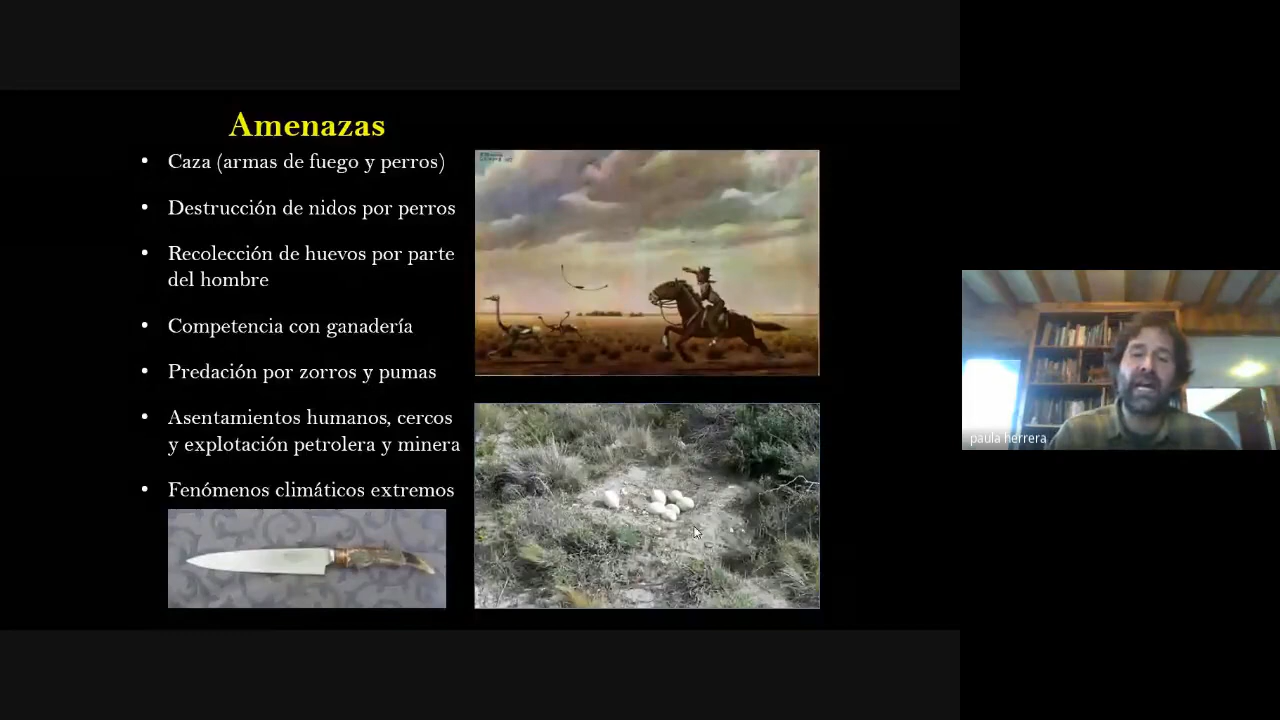 Amenazas
• Caza (armas de fuego y perros)
• Destrucción de nidos por perros
• Recolección de huevos por parte
del hombre
• Competencia con ganadería
• Predación por zorros y pumas
• Asentamientos humanos, cercos
y explotación petrolera y minera
• Fenómenos climáticos extremos
paula herrera